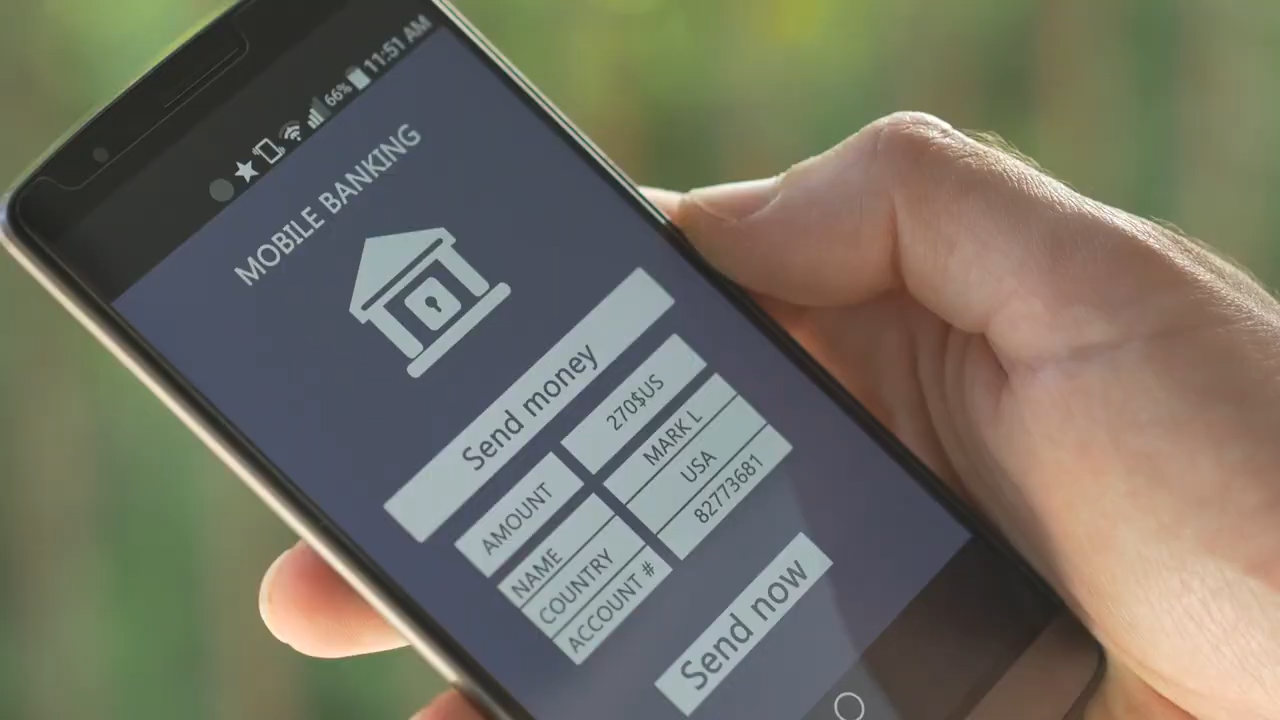 66% 11:51 AM
MOBILE BANKING
Send money
AMOUNT 270$US
NAME MARK L
COUNTRY USA
ACCOUNT # 82773681
Send now